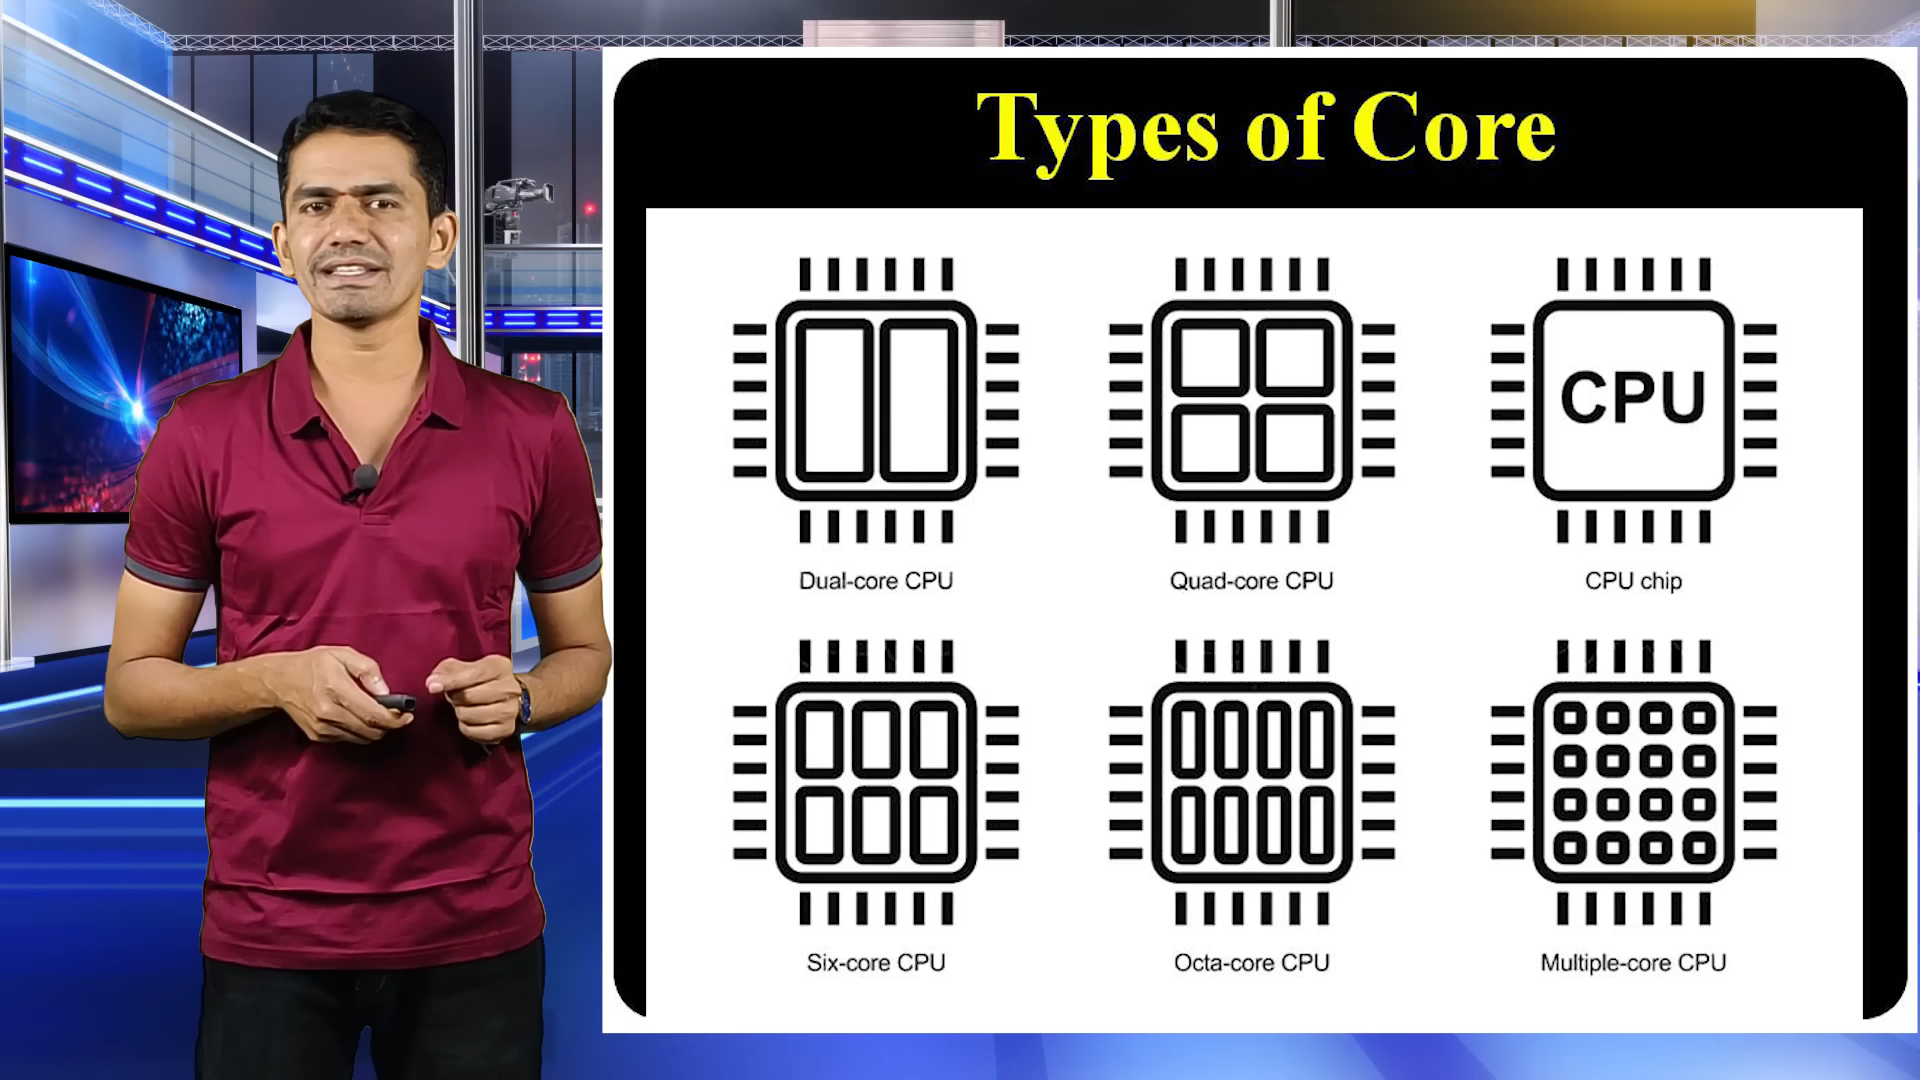 Types of Core
CPU
Dual-core CPU
Quad-core CPU
CPU chip
Six-core CPU
Octa-core CPU
Multiple-core CPU